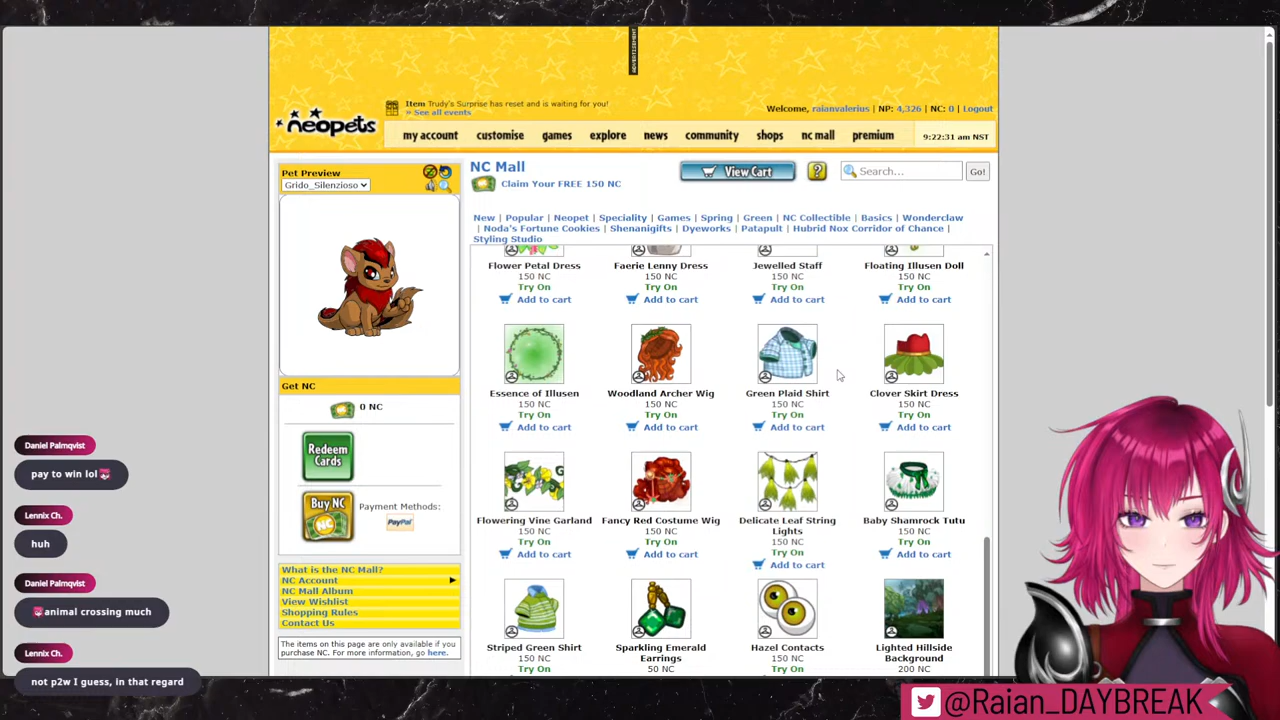 ADVERTISEMENT
Item Trudy's Surprise has reset and is waiting for you!
» See all events
Welcome, raianvalerius | NP: 4,326 | NC: 0 | Logout
neopets
my account customise games explore news community shops nc mall premium 9:22:31 am NST
Pet Preview
Grido_Silenzioso
NC Mall
Claim Your FREE 150 NC
View Cart
?
Search...
Go!
New | Popular | Neopet | Speciality | Games | Spring | Green | NC Collectible | Basics | Wonderclaw
| Noda's Fortune Cookies | Shenanigifts | Dyeworks | Patapult | Hubrid Nox Corridor of Chance |
Styling Studio
Flower Petal Dress Faerie Lenny Dress Jewelled Staff Floating Illusen Doll
150 NC 150 NC 150 NC 150 NC
Try On Try On Try On Try On
Add to cart Add to cart Add to cart Add to cart
Essence of Illusen Woodland Archer Wig Green Plaid Shirt Clover Skirt Dress
150 NC 150 NC 150 NC 150 NC
Try On Try On Try On Try On
Add to cart Add to cart Add to cart Add to cart
Flowering Vine Garland Fancy Red Costume Wig Delicate Leaf String Lights Baby Shamrock Tutu
150 NC 150 NC 150 NC 150 NC
Try On Try On Try On Try On
Add to cart Add to cart Add to cart Add to cart
Striped Green Shirt Sparkling Emerald Earrings Hazel Contacts Lighted Hillside Background
150 NC 50 NC 150 NC 200 NC
Try On Try On
Get NC
0 NC
Redeem
Cards
Buy NC
NC
Payment Methods:
PayPal
What is the NC Mall?
NC Account
NC Mall Album
View Wishlist
Shopping Rules
Contact Us
The items on this page are only available if you
purchase NC. For more information, go here.
Daniel Palmqvist
pay to win lol
Lennix Ch.
huh
Daniel Palmqvist
animal crossing much
Lennix Ch.
not p2w I guess, in that regard
@Raian_DAYBREAK